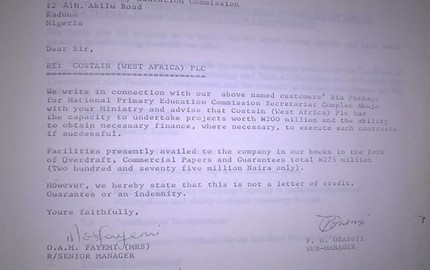 Education Commission
12 Alh. Akilu Road
Kaduna
Nigeria
Dear Sir,
RE: COSTAIN (WEST AFRICA) PLC
We write in connection with our above named customers' Bid Package
for National Primary Education Commission Secretariat Complex Abuja
with your Ministry and advise that Costain (West Africa) Plc has
the capacity to undertake projects worth ₦200 million and the ability
to obtain necessary finance, where necessary, to execute such contracts
if successful.
Facilities presently availed to the company in our books in the form
of Overdraft, Commercial Papers and Guarantees total ₦275 million
(Two hundred and seventy five million Naira only).
However, we hereby state that this is not a letter of credit,
Guarantee or an indemnity.
Yours faithfully,
O.A.M. FAYEMI (MRS)
R/SENIOR MANAGER
SUB-MANAGER